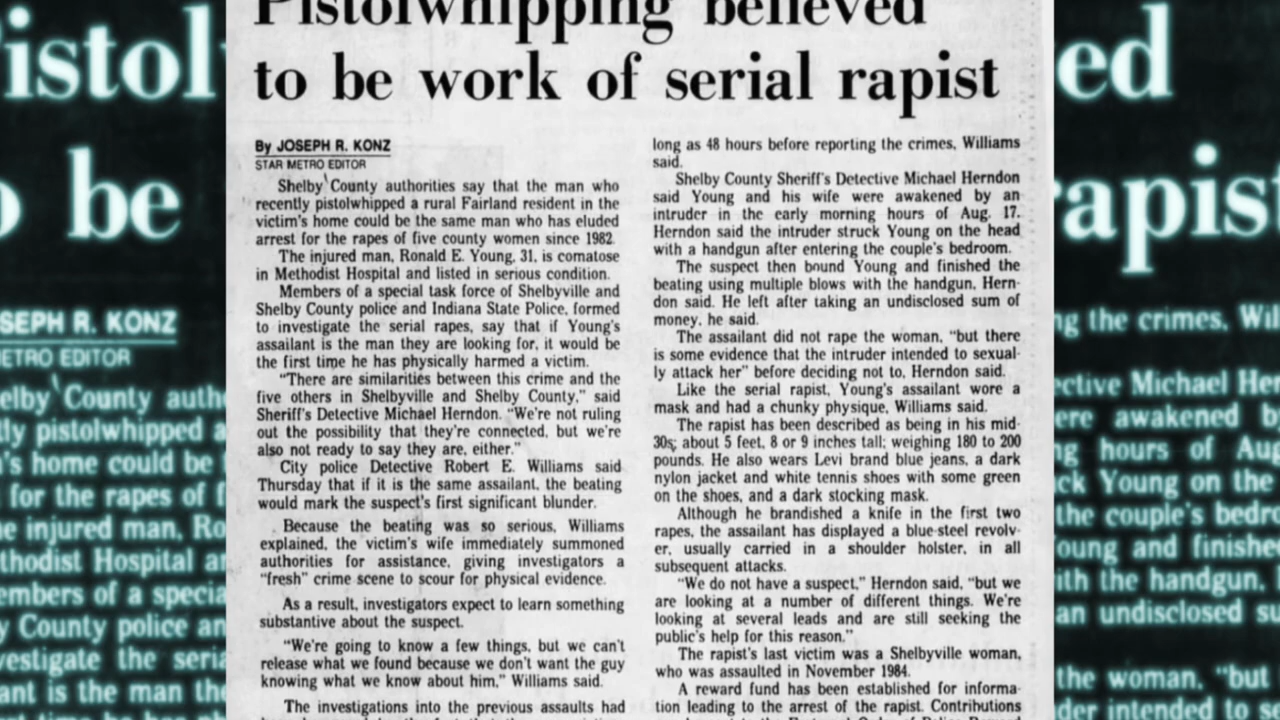 Pistolwhipping believed
to be work of serial rapist
By JOSEPH R. KONZ
STAR METRO EDITOR
Shelby County authorities say that the man who
recently pistolwhipped a rural Fairland resident in the
victim's home could be the same man who has eluded
arrest for the rapes of five county women since 1982.
The injured man, Ronald E. Young, 31, is comatose
in Methodist Hospital and listed in serious condition.
Members of a special task force of Shelbyville and
Shelby County police and Indiana State Police, formed
to investigate the serial rapes, say that if Young's
assailant is the man they are looking for, it would be
the first time he has physically harmed a victim.
"There are similarities between this crime and the
five others in Shelbyville and Shelby County," said
Sheriff's Detective Michael Herndon. "We're not ruling
out the possibility that they're connected, but we're
also not ready to say they are, either."
City police Detective Robert E. Williams said
Thursday that if it is the same assailant, the beating
would mark the suspect's first significant blunder.
Because the beating was so serious, Williams
explained, the victim's wife immediately summoned
authorities for assistance, giving investigators a
"fresh" crime scene to scour for physical evidence.
As a result, investigators expect to learn something
substantive about the suspect.
"We're going to know a few things, but we can't
release what we found because we don't want the guy
knowing what we know about him," Williams said.
The investigations into the previous assaults had
long as 48 hours before reporting the crimes, Williams
said.
Shelby County Sheriff's Detective Michael Herndon
said Young and his wife were awakened by an
intruder in the early morning hours of Aug. 17.
Herndon said the intruder struck Young on the head
with a handgun after entering the couple's bedroom.
The suspect then bound Young and finished the
beating using multiple blows with the handgun, Hern-
don said. He left after taking an undisclosed sum of
money, he said.
The assailant did not rape the woman, "but there
is some evidence that the intruder intended to sexual-
ly attack her" before deciding not to, Herndon said.
Like the serial rapist, Young's assailant wore a
mask and had a chunky physique, Williams said.
The rapist has been described as being in his mid-
30s; about 5 feet, 8 or 9 inches tall; weighing 180 to 200
pounds. He also wears Levi brand blue jeans, a dark
nylon jacket and white tennis shoes with some green
on the shoes, and a dark stocking mask.
Although he brandished a knife in the first two
rapes, the assailant has displayed a blue-steel revolv-
er, usually carried in a shoulder holster, in all
subsequent attacks.
"We do not have a suspect," Herndon said, "but we
are looking at a number of different things. We're
looking at several leads and are still seeking the
public's help for this reason."
The rapist's last victim was a Shelbyville woman,
who was assaulted in November 1984.
A reward fund has been established for informa-
tion leading to the arrest of the rapist. Contributions